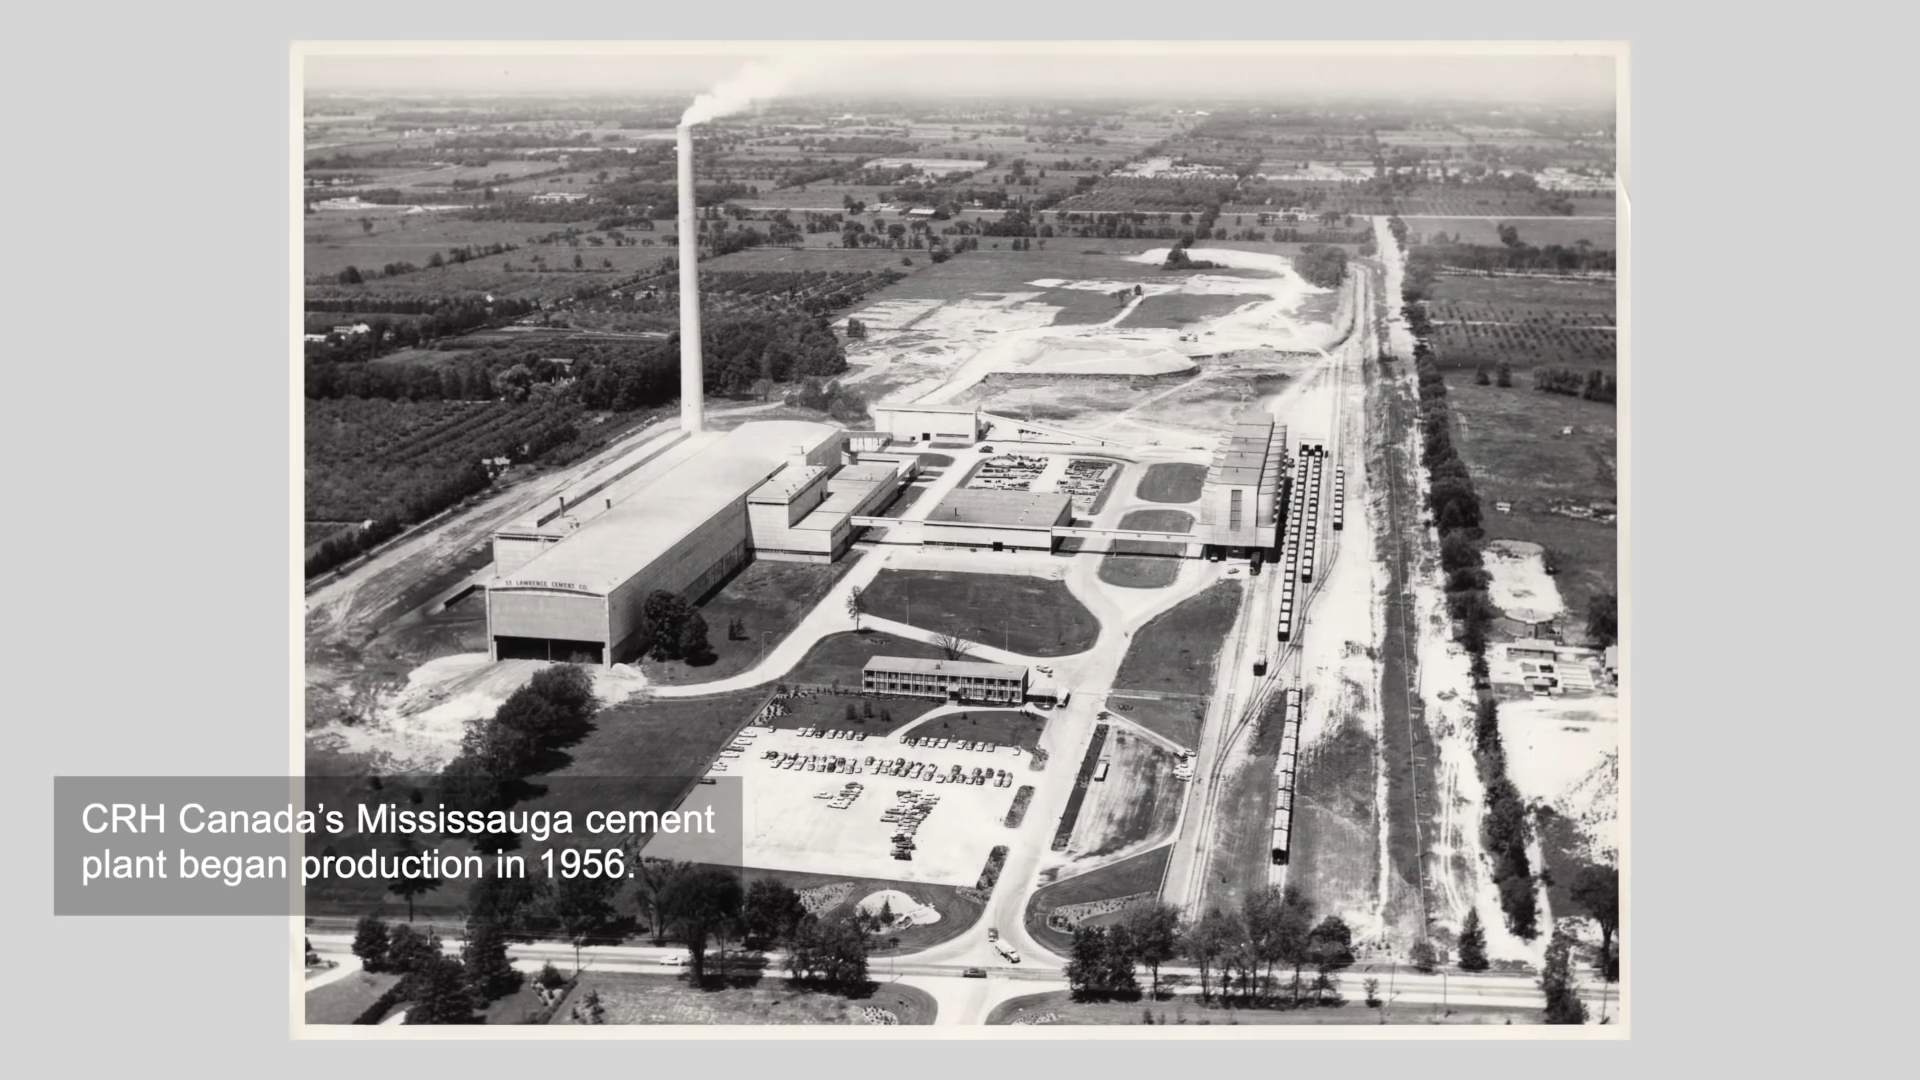 ST. LAWRENCE CEMENT CO.
CRH Canada’s Mississauga cement
plant began production in 1956.